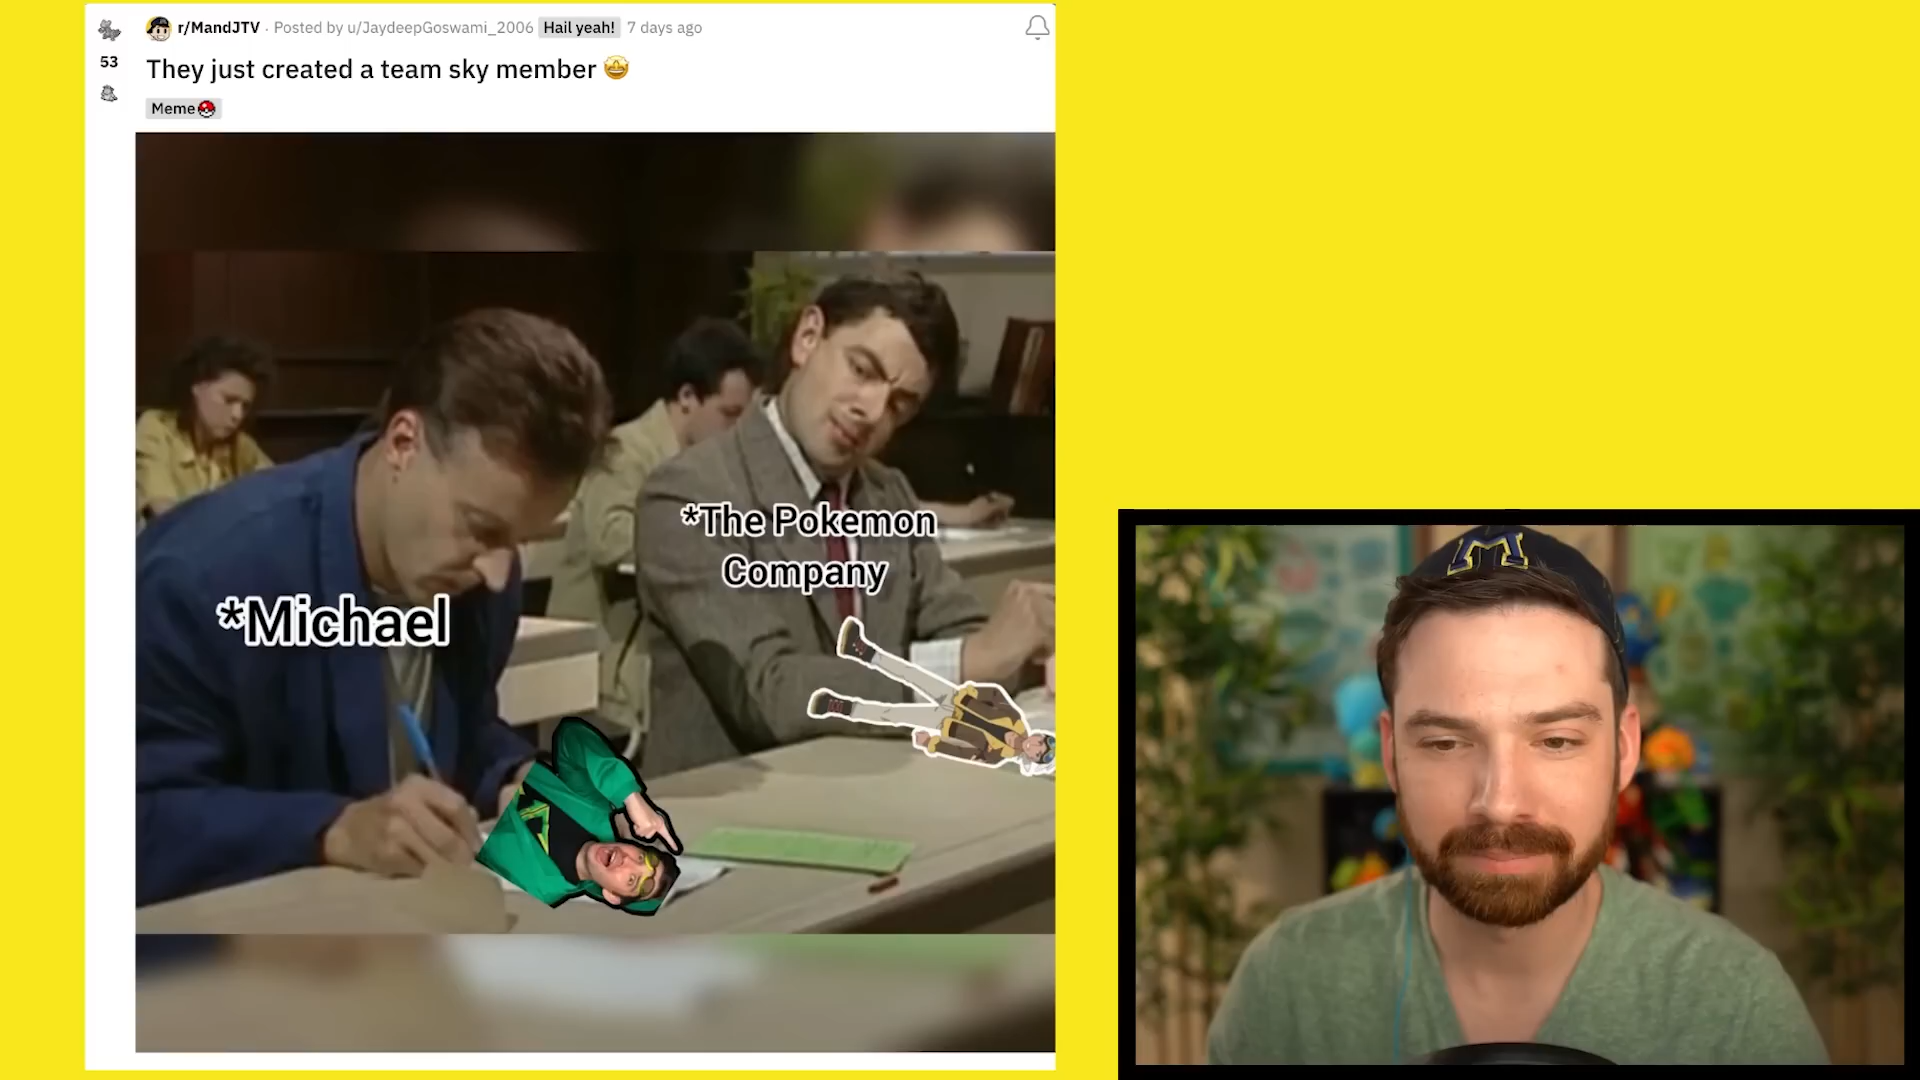 r/MandJTV · Posted by u/JaydeepGoswami_2006 Hail yeah! 7 days ago
53
They just created a team sky member 🤩
Meme
*The Pokemon
Company
*Michael
M